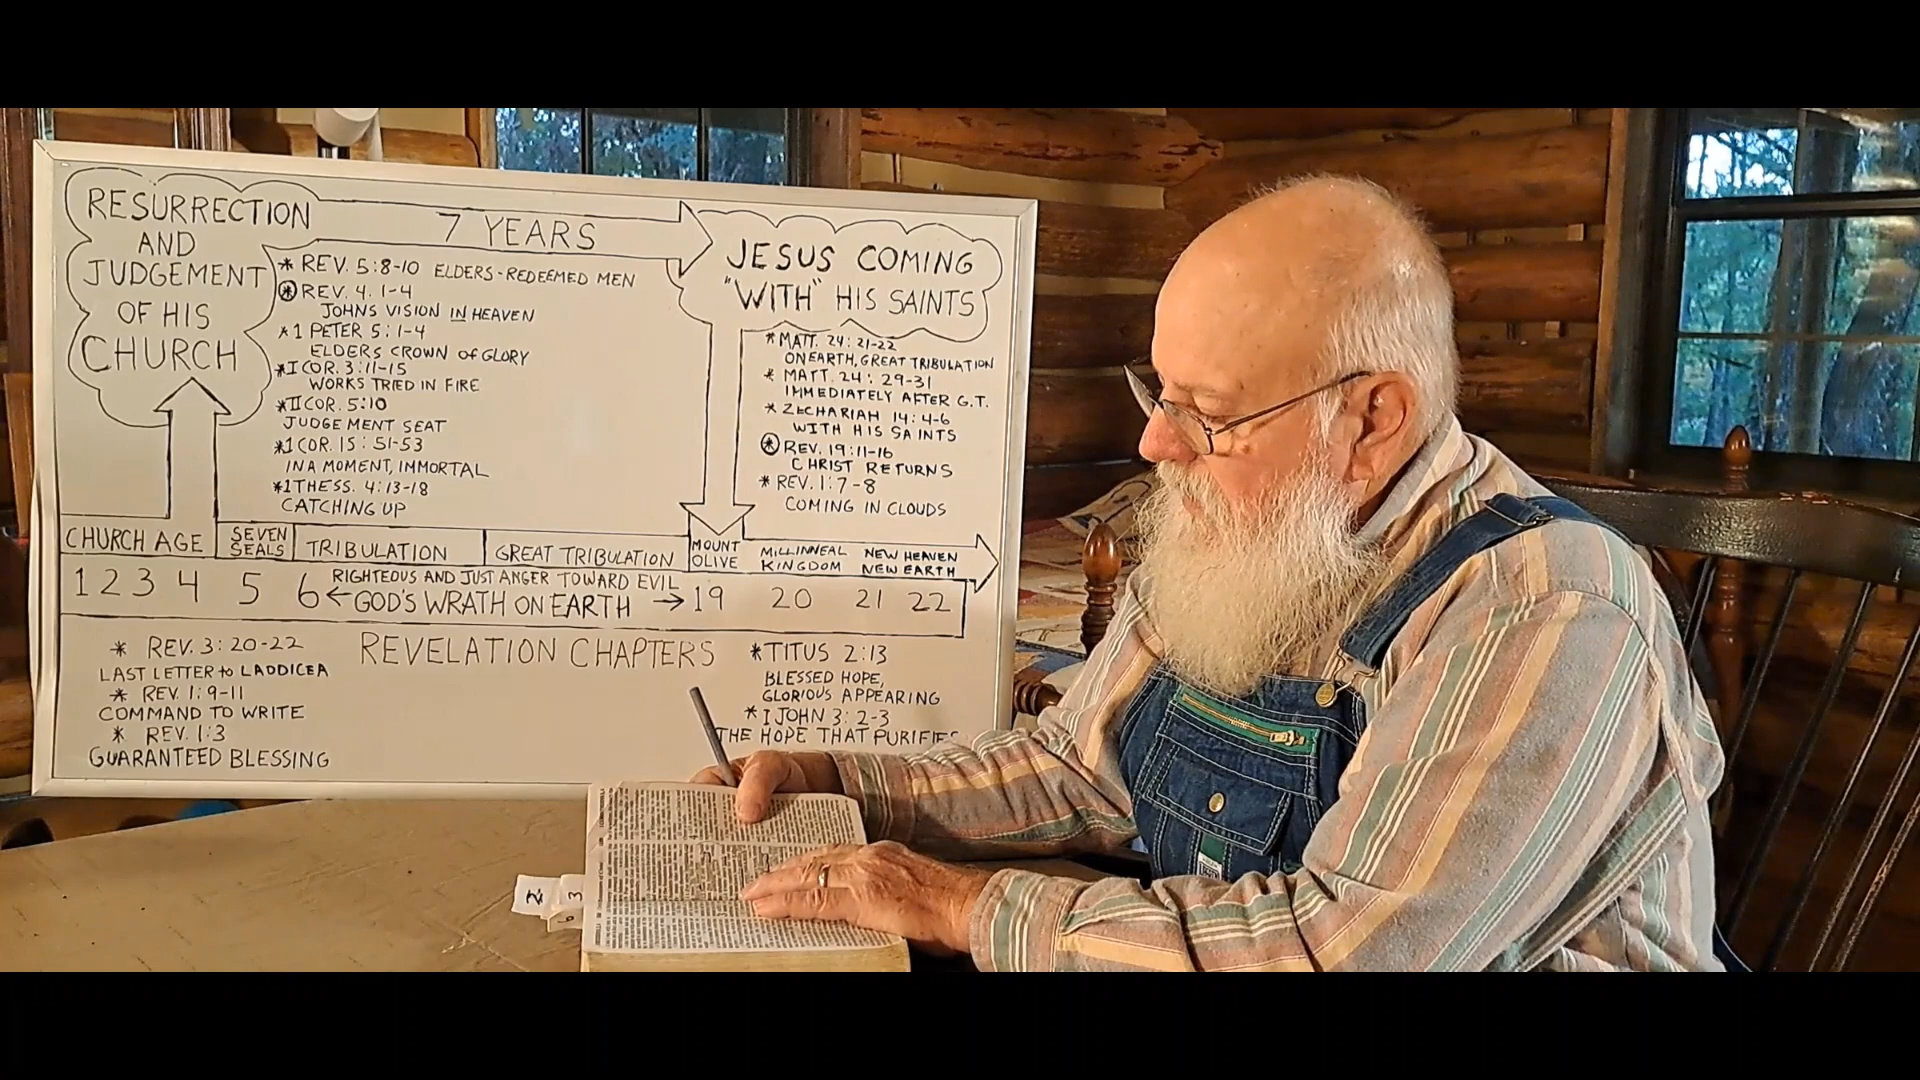 RESURRECTION
AND
JUDGEMENT
OF HIS
CHURCH
7 YEARS
JESUS COMING
"WITH" HIS SAINTS
* REV. 5:8-10 ELDERS-REDEEMED MEN
* REV. 4. 1-4
JOHNS VISION IN HEAVEN
* 1 PETER 5:1-4
ELDERS CROWN of GLORY
* I COR. 3:11-15
WORKS TRIED IN FIRE
* II COR. 5:10
JUDGEMENT SEAT
* 1 COR. 15:51-53
IN A MOMENT, IMMORTAL
* 1 THESS. 4:13-18
CATCHING UP
* MATT. 24:21-22
ON EARTH, GREAT TRIBULATION
* MATT. 24:29-31
IMMEDIATELY AFTER G.T.
* ZECHARIAH 14:4-6
WITH HIS SAINTS
* REV. 19:11-16
CHRIST RETURNS
* REV. 1:7-8
COMING IN CLOUDS
CHURCH AGE
SEVEN
SEALS
TRIBULATION
GREAT TRIBULATION
MOUNT
OLIVE
MILLINNEAL
KINGDOM
NEW HEAVEN
NEW EARTH
1 2 3 4 5 6
RIGHTEOUS AND JUST ANGER TOWARD EVIL
← GOD'S WRATH ON EARTH →
19 20 21 22
REVELATION CHAPTERS
* REV. 3:20-22
LAST LETTER to LAODICEA
* REV. 1:9-11
COMMAND TO WRITE
* REV. 1:3
GUARANTEED BLESSING
* TITUS 2:13
BLESSED HOPE,
GLORIOUS APPEARING
* I JOHN 3:2-3
THE HOPE THAT PURIFIES